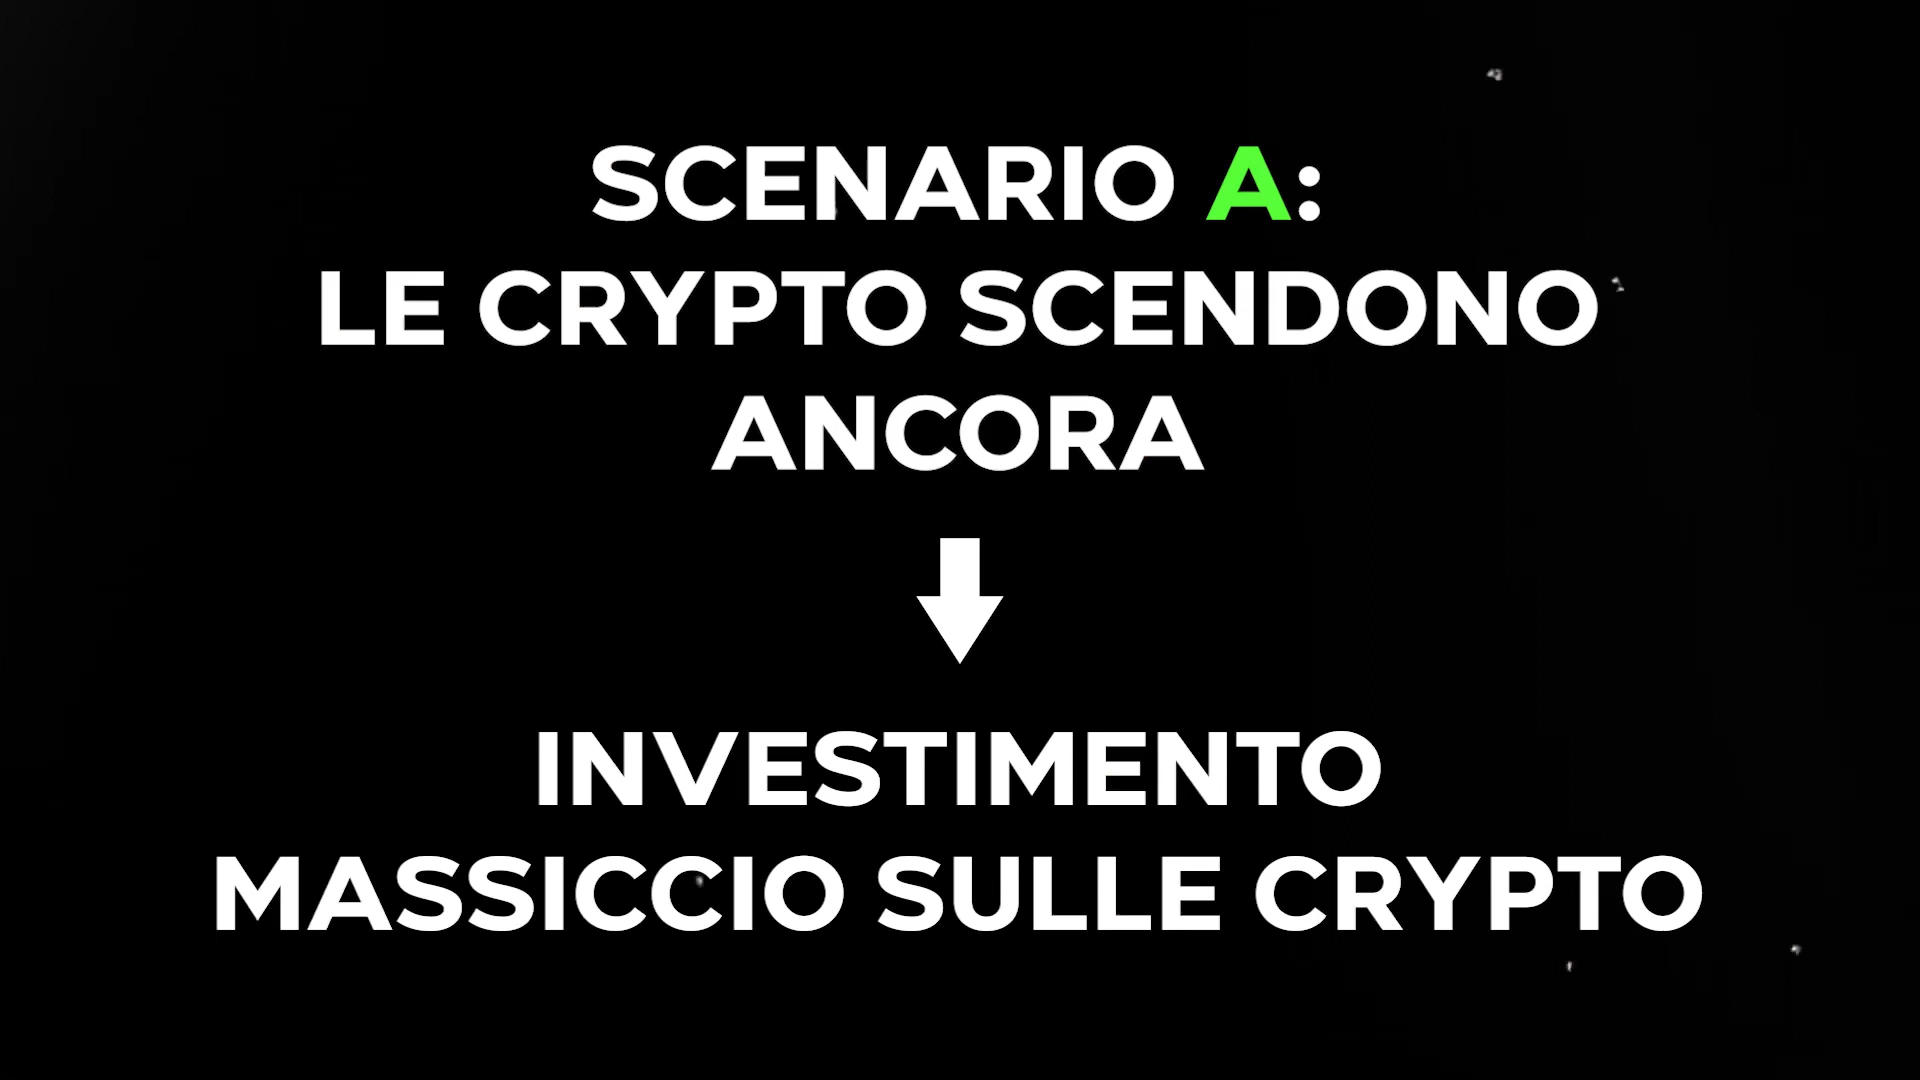 SCENARIO A:
LE CRYPTO SCENDONO
ANCORA
INVESTIMENTO
MASSICCIO SULLE CRYPTO